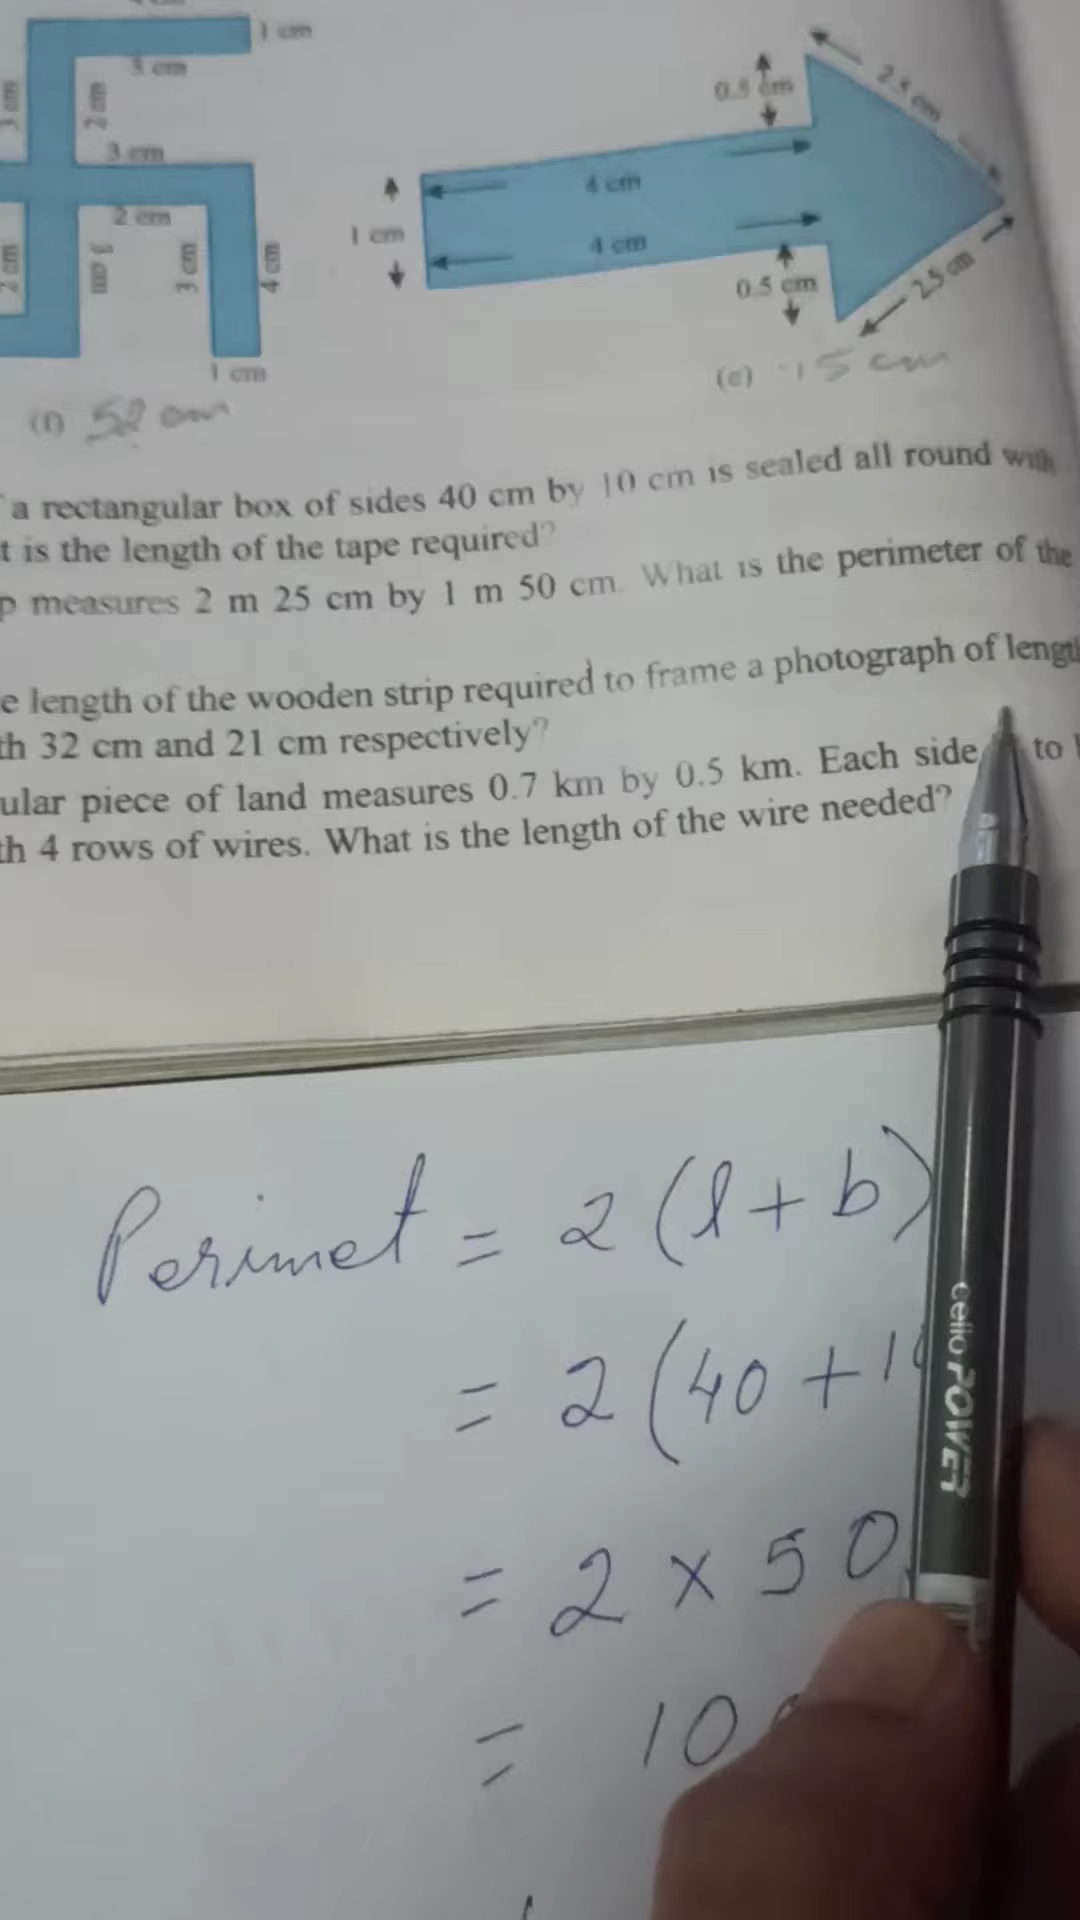 1 cm
3 cm
3 cm
2 cm
3 cm
2 cm
2 cm
3 cm
3 cm
4 cm
1 cm
(f) 52 cm
0.5 cm
2.5 cm
4 cm
1 cm
4 cm
0.5 cm
2.5 cm
(e) 15 cm
a rectangular box of sides 40 cm by 10 cm is sealed all round with
t is the length of the tape required?
p measures 2 m 25 cm by 1 m 50 cm. What is the perimeter of the
e length of the wooden strip required to frame a photograph of length
th 32 cm and 21 cm respectively?
ular piece of land measures 0.7 km by 0.5 km. Each side to
th 4 rows of wires. What is the length of the wire needed?
Perimet = 2 (l + b)
= 2 (40 + 1
= 2 × 50
= 10
cello POWER